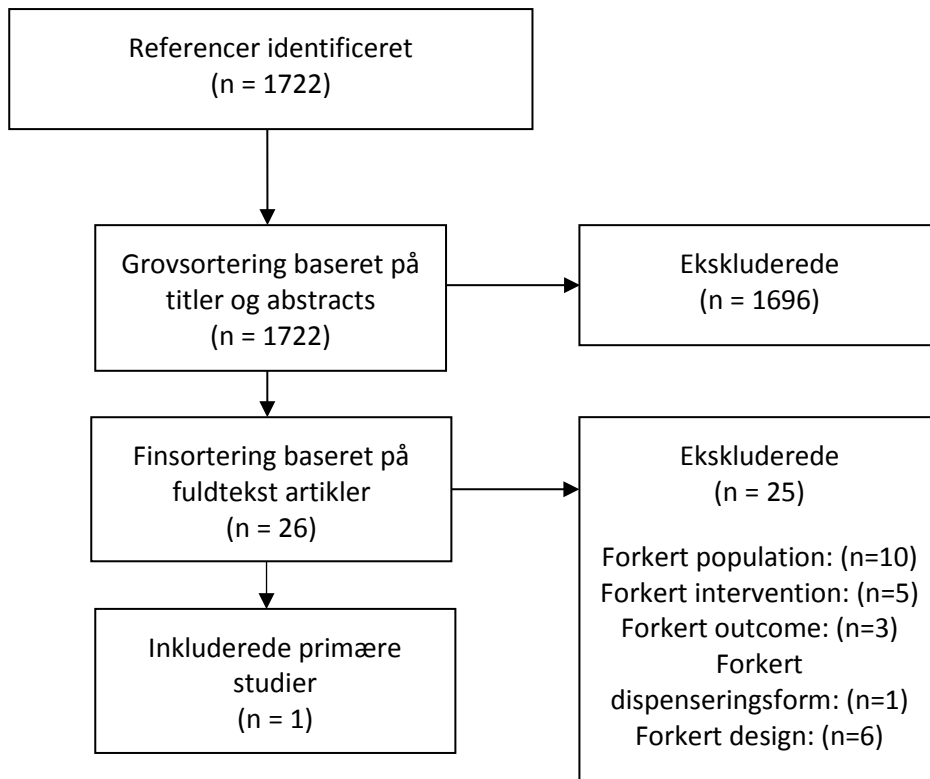 Referencer identificeret
(n = 1722)
Grovsortering baseret på
titler og abstracts
(n = 1722)
Ekskluderede
(n = 1696)
Finsortering baseret på
fuldtekst artikler
(n = 26)
Ekskluderede
(n = 25)
Forkert population: (n=10)
Forkert intervention: (n=5)
Forkert outcome: (n=3)
Forkert
dispenseringsform: (n=1)
Forkert design: (n=6)
Inkluderede primære
studier
(n = 1)